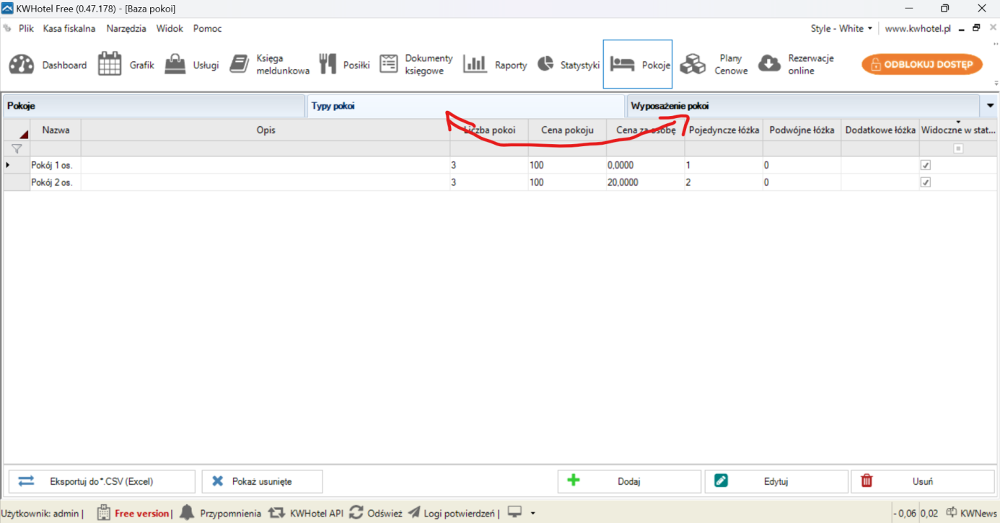 KWHotel Free (0.47.178) - [Baza pokoi]
Plik Kasa fiskalna Narzędzia Widok Pomoc Style - White www.kwhotel.pl
Dashboard Grafik Usługi Księga meldunkowa Posiłki Dokumenty księgowe Raporty Statystyki Pokoje Plany Cenowe Rezerwacje online ODBLOKUJ DOSTĘP
Pokoje Typy pokoi Wyposażenie pokoi
Nazwa Opis Liczba pokoi Cena pokoju Cena za osobę Pojedyncze łóżka Podwójne łóżka Dodatkowe łóżka Widoczne w stat...
Pokój 1 os. 3 100 0,0000 1 0
Pokój 2 os. 3 100 20,0000 2 0
Eksportuj do *.CSV (Excel) Pokaż usunięte Dodaj Edytuj Usuń
Użytkownik: admin | Free version | Przypomnienia KWHotel API Odśwież Logi potwierdzeń | - 0,06 0,02 KWNews